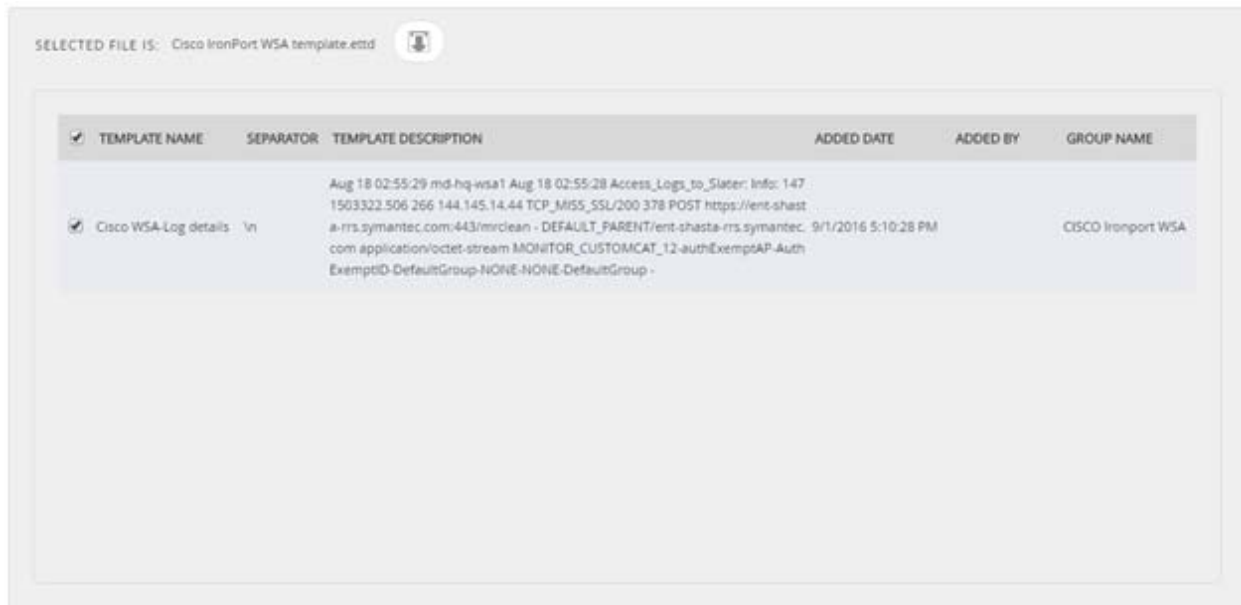 SELECTED FILE IS: Cisco IronPort WSA template.ettd
TEMPLATE NAME SEPARATOR TEMPLATE DESCRIPTION ADDED DATE ADDED BY GROUP NAME
Aug 18 02:55:29 md-hq-wsa1 Aug 18 02:55:28 Access_Logs_to_Slater: Info: 147
1503322.506 266 144.145.14.44 TCP_MISS_SSL/200 378 POST https://ent-shast
Cisco WSA-Log details \n a-rrs.symantec.com:443/mrclean - DEFAULT_PARENT/ent-shasta-rrs.symantec. 9/1/2016 5:10:28 PM CISCO Ironport WSA
com application/octet-stream MONITOR_CUSTOMCAT_12-authExemptAP-Auth
ExemptID-DefaultGroup-NONE-NONE-DefaultGroup -